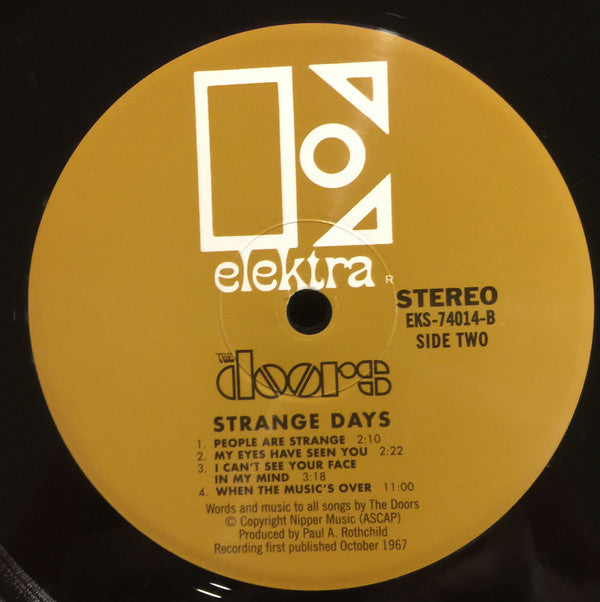 elektra ®
STEREO
EKS-74014-B
SIDE TWO
THE
doors
STRANGE DAYS
1. PEOPLE ARE STRANGE 2:10
2. MY EYES HAVE SEEN YOU 2:22
3. I CAN'T SEE YOUR FACE
IN MY MIND 3:18
4. WHEN THE MUSIC'S OVER 11:00
Words and music to all songs by The Doors
© Copyright Nipper Music (ASCAP)
Produced by Paul A. Rothchild
Recording first published October 1967